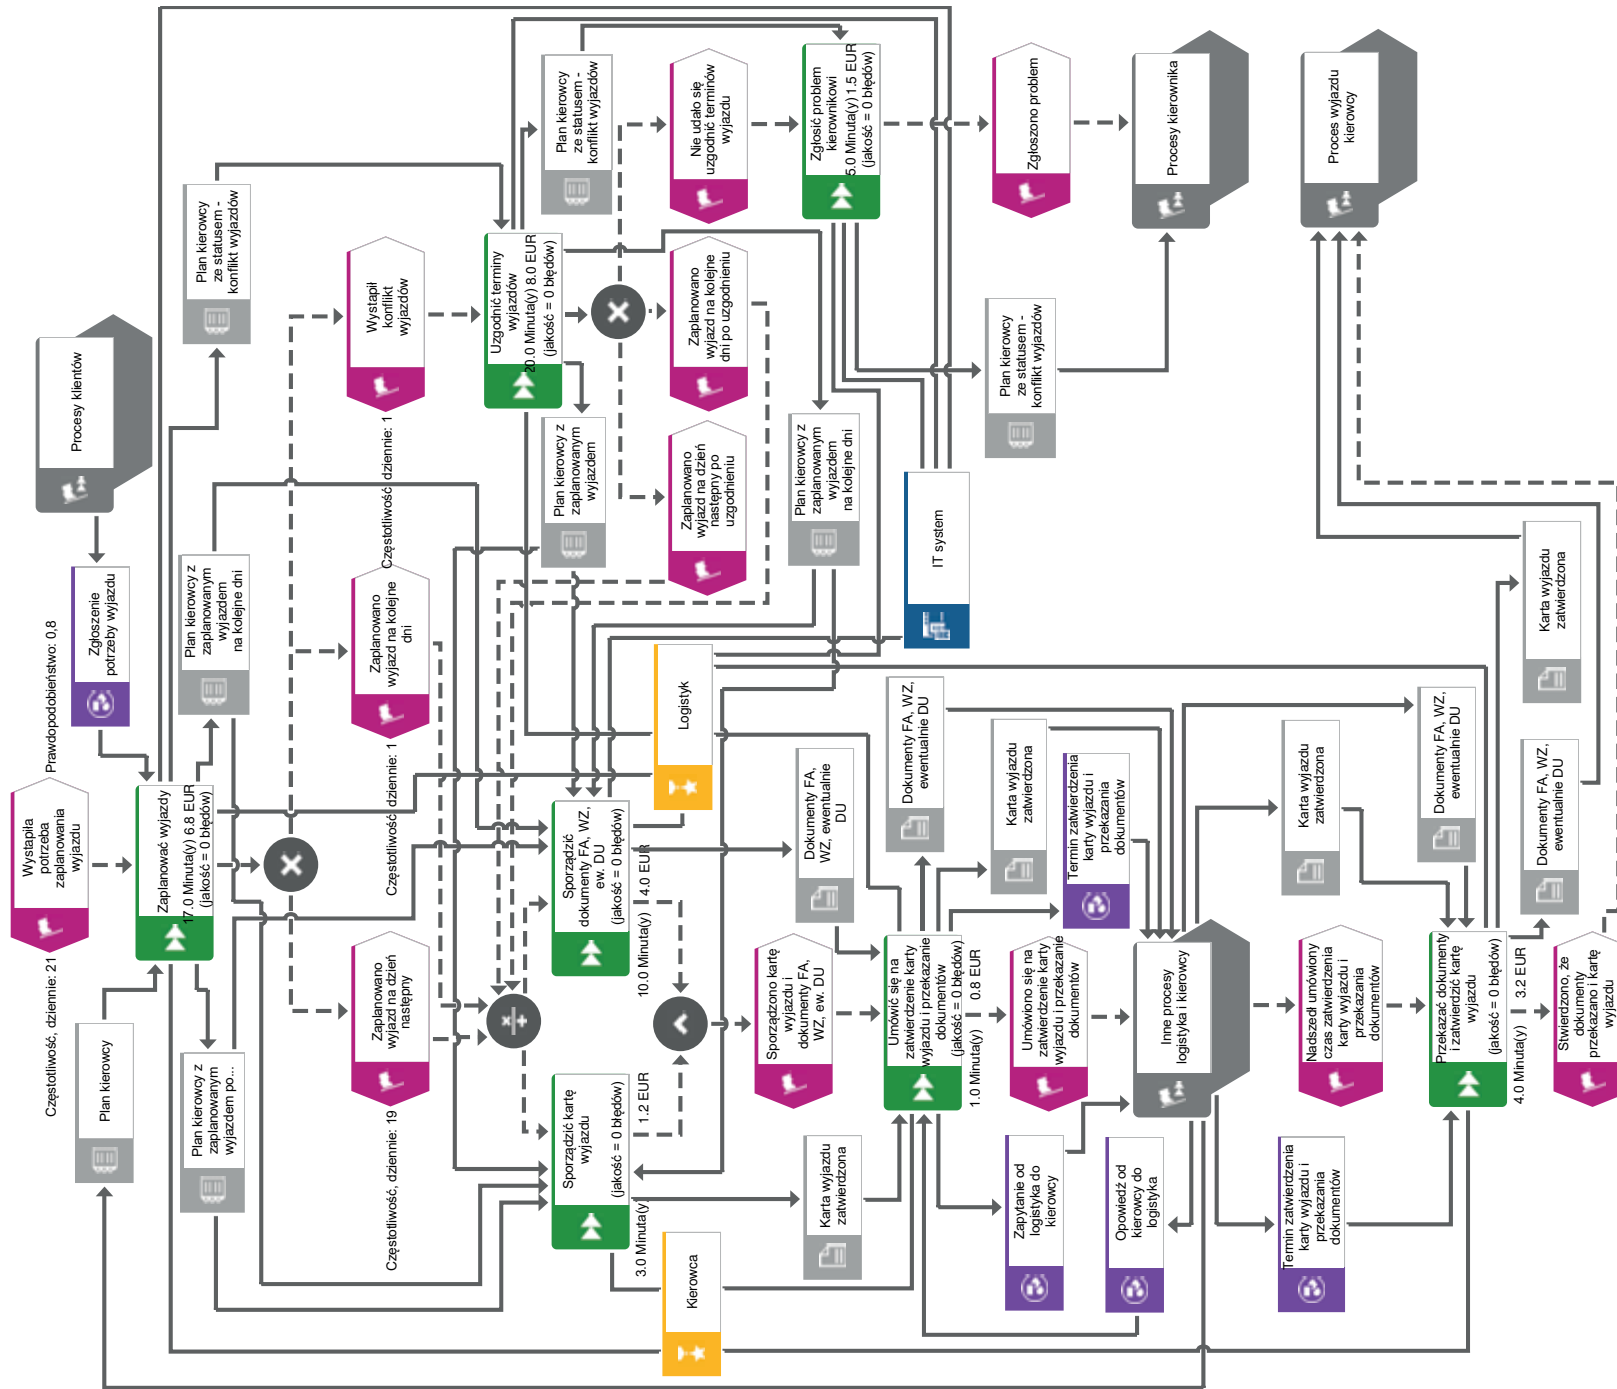 Procesy klientów
Zgłoszenie
potrzeby wyjazdu
Prawdopodobieństwo: 0,8
Wystąpiła
potrzeba
zaplanowania
wyjazdu
Częstotliwość, dziennie: 21
Zaplanować wyjazdy
17.0 Minuta(y) 6.8 EUR
(jakość = 0 błędów)
Plan kierowcy
Plan kierowcy z
zaplanowanym
wyjazdem po...
Plan kierowcy z
zaplanowanym
wyjazdem
na kolejne dni
Plan kierowcy
ze statusem -
konflikt wyjazdów
Wystąpił
konflikt
wyjazdów
Częstotliwość dziennie: 1
Zaplanowano
wyjazd na kolejne
dni
Częstotliwość dziennie: 1
Zaplanowano
wyjazd na dzień
następny
Częstotliwość, dziennie: 19
Uzgodnić terminy
wyjazdów
20.0 Minuta(y) 8.0 EUR
(jakość = 0 błędów)
Plan kierowcy
ze statusem -
konflikt wyjazdów
Plan kierowcy z
zaplanowanym
wyjazdem
Nie udało się
uzgodnić terminów
wyjazdu
Zaplanowano
wyjazd na kolejne
dni po uzgodnieniu
Zaplanowano
wyjazd na dzień
następny po
uzgodnieniu
Zgłosić problem
kierownikowi
5.0 Minuta(y) 1.5 EUR
(jakość = 0 błędów)
Plan kierowcy z
zaplanowanym
wyjazdem
na kolejne dni
Zgłoszono problem
Plan kierowcy
ze statusem -
konflikt wyjazdów
Procesy kierownika
Proces wyjazdu
kierowcy
IT system
Logistyk
Kierowca
Sporządzić
dokumenty FA, WZ,
ew. DU
(jakość = 0 błędów)
10.0 Minuta(y)
4.0 EUR
Sporządzić kartę
wyjazdu
(jakość = 0 błędów)
3.0 Minuta(y)
1.2 EUR
Dokumenty FA,
WZ, ewentualnie
DU
Sporządzono kartę
wyjazdu i
dokumenty FA,
WZ, ew. DU
Karta wyjazdu
zatwierdzona
Umówić się na
zatwierdzenie karty
wyjazdu i przekazanie
dokumentów
(jakość = 0 błędów)
1.0 Minuta(y)
0.8 EUR
Dokumenty FA, WZ,
ewentualnie DU
Karta wyjazdu
zatwierdzona
Termin zatwierdzenia
karty wyjazdu i
przekazania
dokumentów
Umówiono się na
zatwierdzenie karty
wyjazdu i przekazanie
dokumentów
Zapytanie od
logistyka do
kierowcy
Opowiedź od
kierowcy do
logistyka
Inne procesy
logistyka i kierowcy
Karta wyjazdu
zatwierdzona
Dokumenty FA, WZ,
ewentualnie DU
Nadszedł umówiony
czas zatwierdzenia
karty wyjazdu i
przekazania
dokumentów
Termin zatwierdzenia
karty wyjazdu i
przekazania
dokumentów
Przekazać dokumenty
i zatwierdzić kartę
wyjazdu
(jakość = 0 błędów)
4.0 Minuta(y)
3.2 EUR
Karta wyjazdu
zatwierdzona
Dokumenty FA, WZ,
ewentualnie DU
Stwierdzono, że
dokumenty
przekazano i kartę
wyjazdu